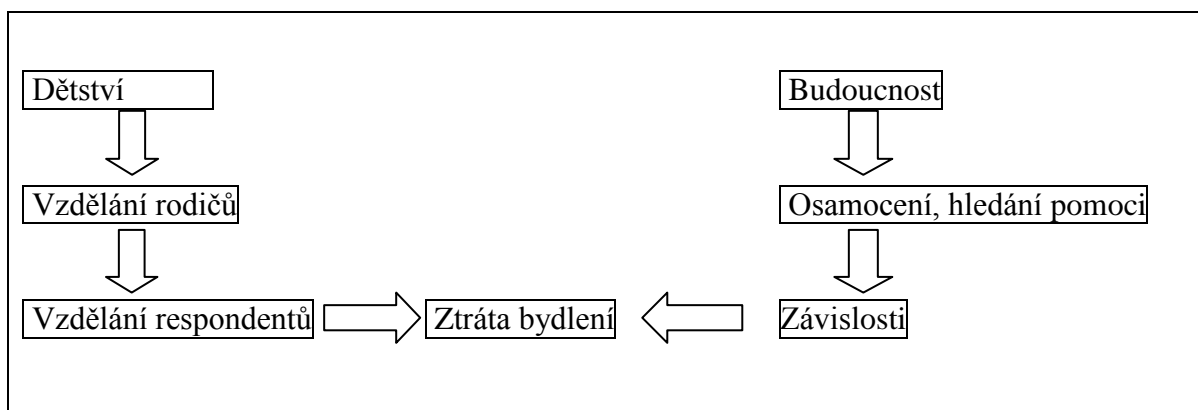 Dětství
Budoucnost
Vzdělání rodičů
Osamocení, hledání pomoci
Vzdělání respondentů
Ztráta bydlení
Závislosti